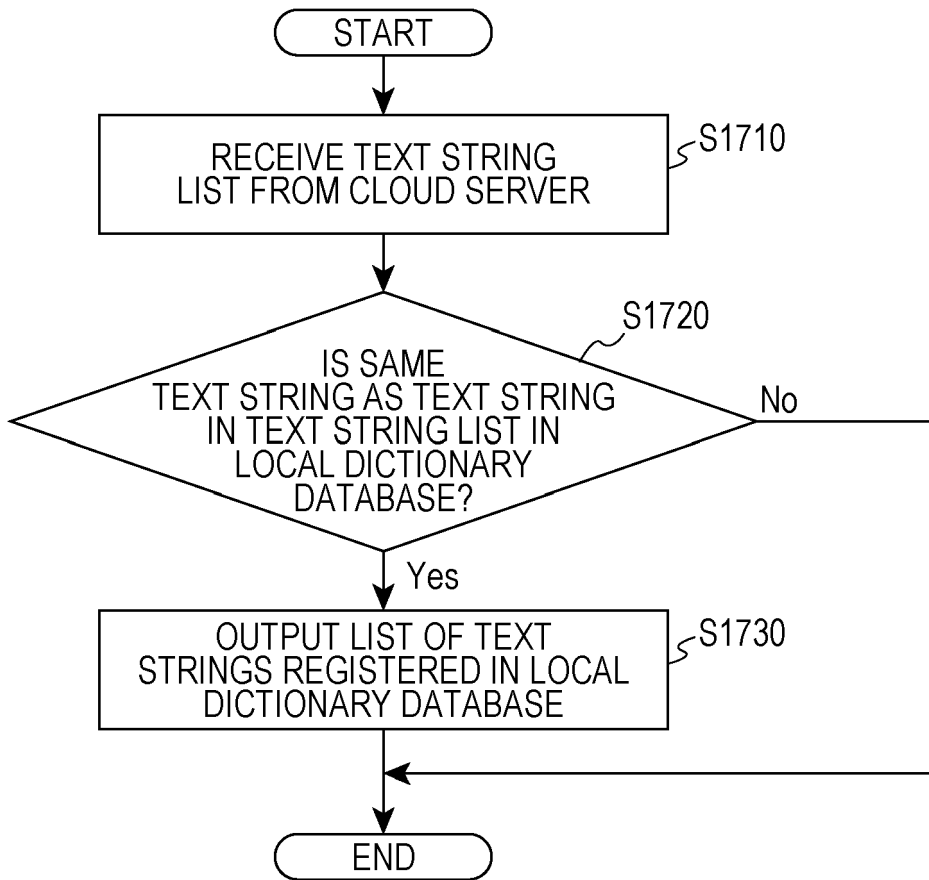 START
RECEIVE TEXT STRING
LIST FROM CLOUD SERVER
S1710
IS SAME
TEXT STRING AS TEXT STRING
IN TEXT STRING LIST IN
LOCAL DICTIONARY
DATABASE?
S1720
No
Yes
OUTPUT LIST OF TEXT
STRINGS REGISTERED IN LOCAL
DICTIONARY DATABASE
S1730
END